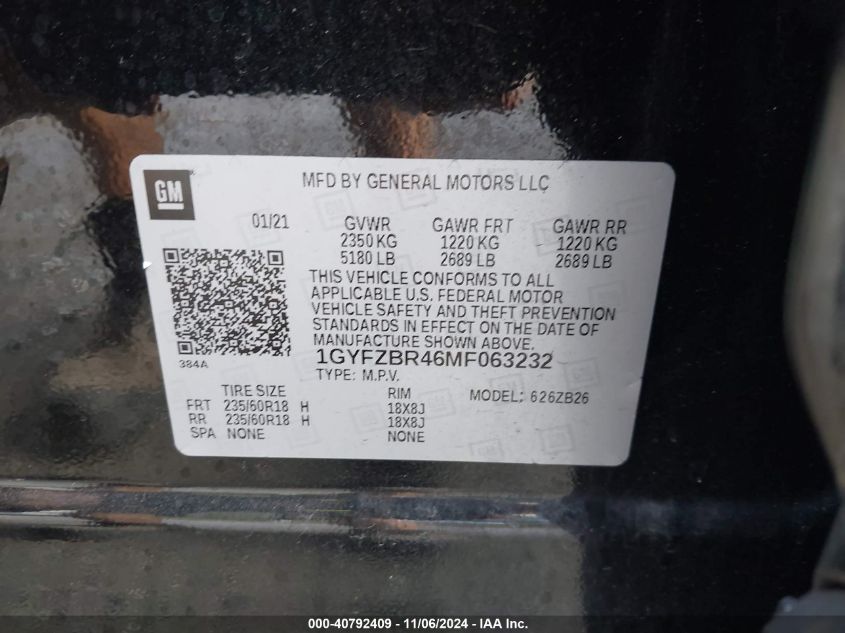 GM
MFD BY GENERAL MOTORS LLC
01/21 GVWR GAWR FRT GAWR RR
2350 KG 1220 KG 1220 KG
5180 LB 2689 LB 2689 LB
THIS VEHICLE CONFORMS TO ALL
APPLICABLE U.S. FEDERAL MOTOR
VEHICLE SAFETY AND THEFT PREVENTION
STANDARDS IN EFFECT ON THE DATE OF
MANUFACTURE SHOWN ABOVE.
384A
1GYFZBR46MF063232
TYPE: M.P.V.
TIRE SIZE RIM MODEL: 626ZB26
FRT 235/60R18 H 18X8J
RR 235/60R18 H 18X8J
SPA NONE NONE
000-40792409 - 11/06/2024 - IAA Inc.